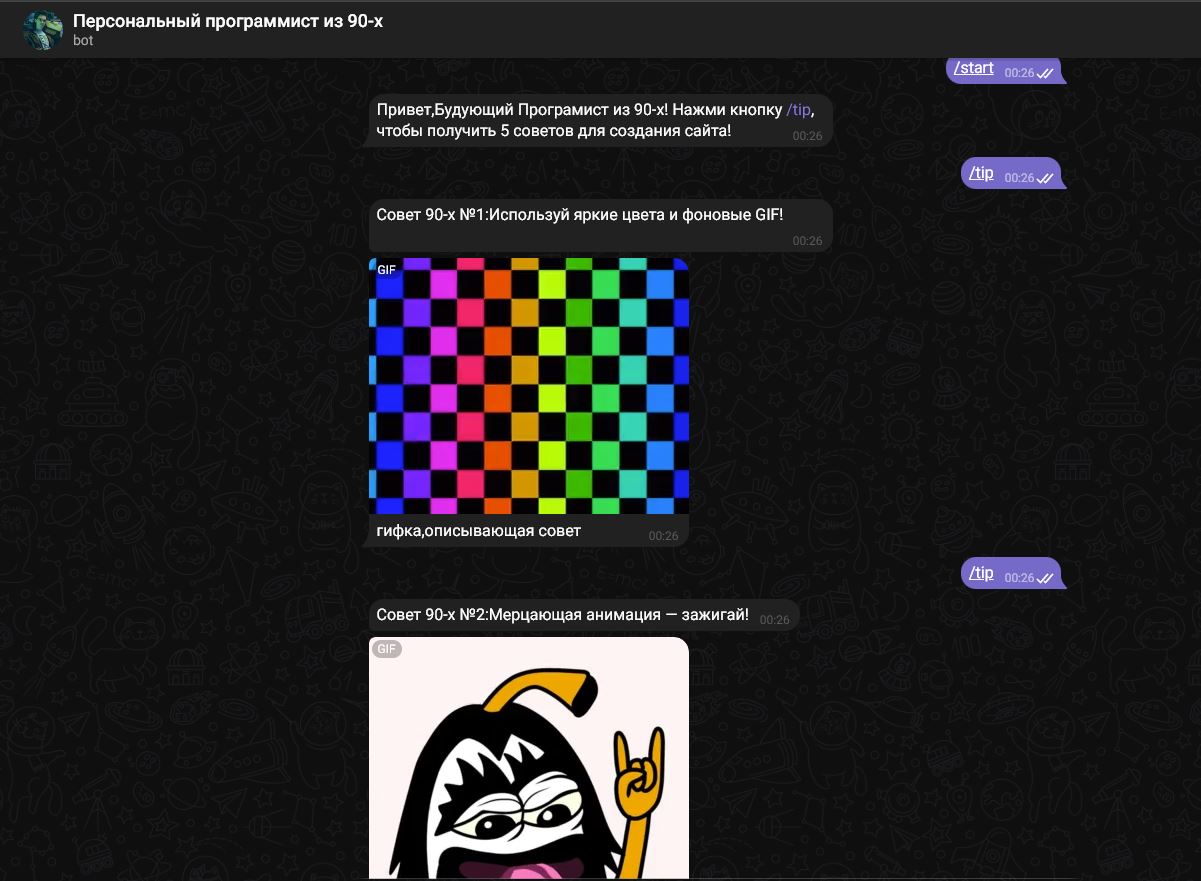 Персональный программист из 90-х
bot
/start 00:26
Привет,Будующий Програмист из 90-х! Нажми кнопку /tip,
чтобы получить 5 советов для создания сайта! 00:26
/tip 00:26
Совет 90-х №1:Используй яркие цвета и фоновые GIF!
00:26
GIF
гифка,описывающая совет 00:26
/tip 00:26
Совет 90-х №2:Мерцающая анимация — зажигай! 00:26
GIF